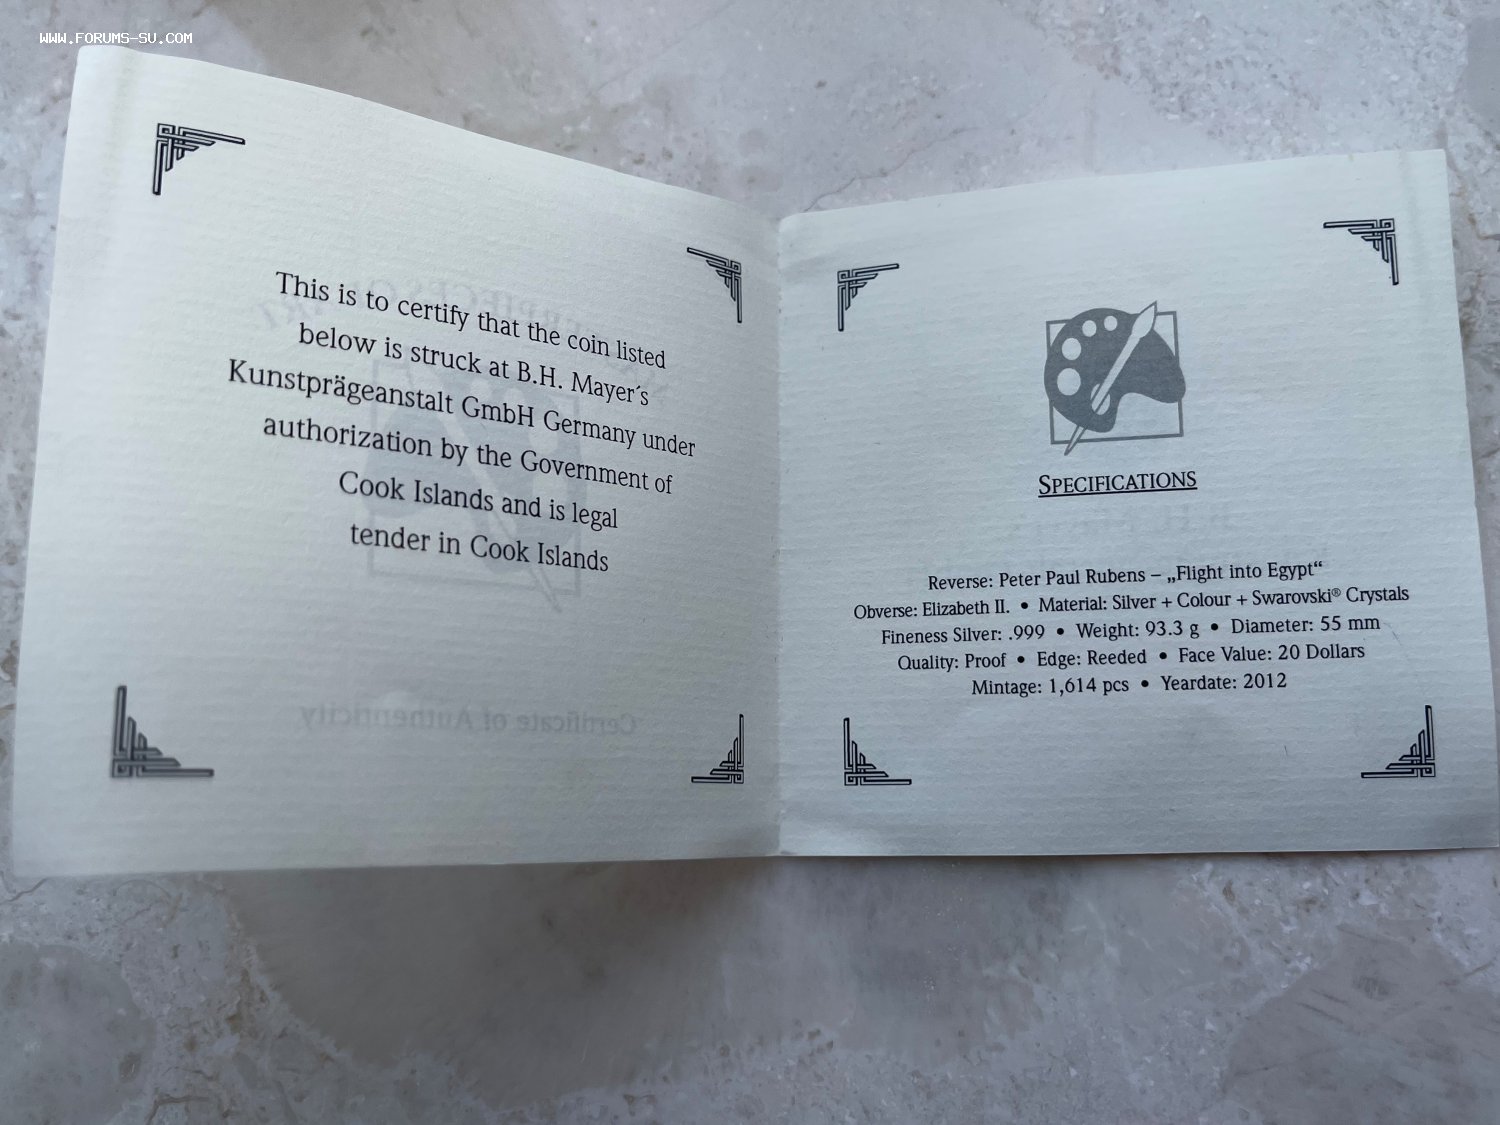 WWW.FORUMS-SU.COM
This is to certify that the coin listed
below is struck at B.H. Mayer´s
Kunstprägeanstalt GmbH Germany under
authorization by the Government of
Cook Islands and is legal
tender in Cook Islands
Certificate of Authenticity
SPECIFICATIONS
Reverse: Peter Paul Rubens – „Flight into Egypt“
Obverse: Elizabeth II. • Material: Silver + Colour + Swarovski® Crystals
Fineness Silver: .999 • Weight: 93.3 g • Diameter: 55 mm
Quality: Proof • Edge: Reeded • Face Value: 20 Dollars
Mintage: 1,614 pcs • Yeardate: 2012